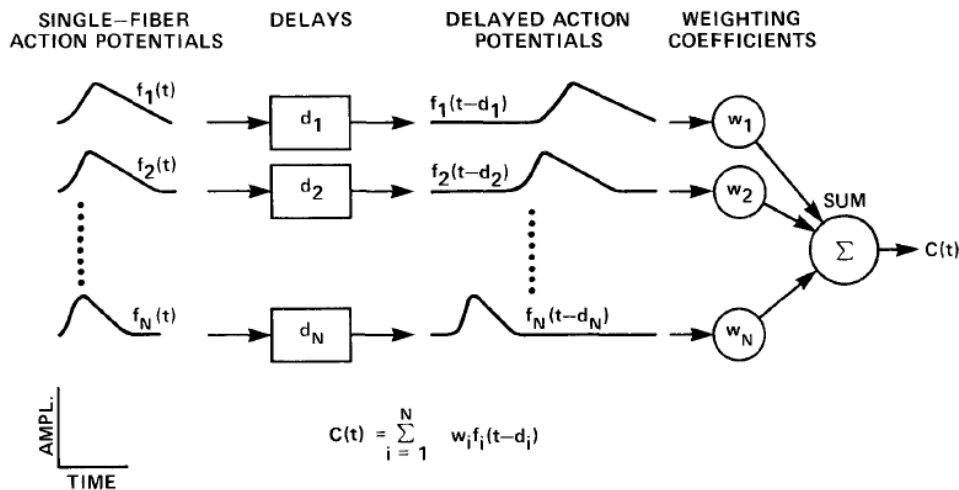 SINGLE–FIBER ACTION POTENTIALS
DELAYS
DELAYED ACTION POTENTIALS
WEIGHTING COEFFICIENTS
f1(t)
d1
f1(t–d1)
w1
f2(t)
d2
f2(t–d2)
w2
SUM
Σ
C(t)
fN(t)
dN
fN(t–dN)
wN
AMPL.
TIME
C(t) = N Σ i = 1 wifi(t–di)